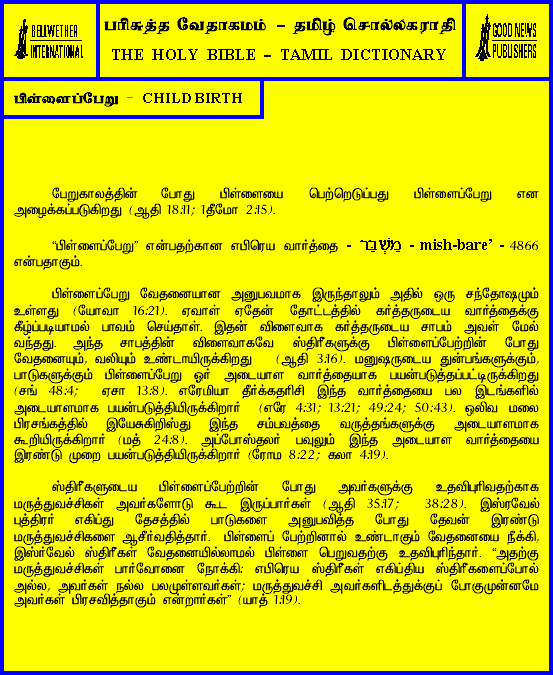 BELLWETHER
INTERNATIONAL
பரிசுத்த வேதாகமம் – தமிழ் சொல்லகராதி
THE HOLY BIBLE – TAMIL DICTIONARY
GOOD NEWS
PUBLISHERS
பிள்ளைப்பேறு – CHILD BIRTH
பேறுகாலத்தின் போது பிள்ளையை பெற்றெடுப்பது பிள்ளைப்பேறு என
அழைக்கப்படுகிறது (ஆதி 18:11; 1தீமோ 2:15).
“பிள்ளைப்பேறு” என்பதற்கான எபிரெய வார்த்தை - מַשְׁבֵּר - mish-bare’ - 4866
என்பதாகும்.
பிள்ளைப்பேறு வேதனையான அனுபவமாக இருந்தாலும் அதில் ஒரு சந்தோஷமும்
உள்ளது (யோவா 16:21). ஏவாள் ஏதேன் தோட்டத்தில் கர்த்தருடைய வார்த்தைக்கு
கீழ்ப்படியாமல் பாவம் செய்தாள். இதன் விளைவாக கர்த்தருடைய சாபம் அவள் மேல்
வந்தது. அந்த சாபத்தின் விளைவாகவே ஸ்திரீகளுக்கு பிள்ளைப்பேற்றின் போது
வேதனையும், வலியும் உண்டாயிருக்கிறது (ஆதி 3:16). மனுஷருடைய துன்பங்களுக்கும்,
பாடுகளுக்கும் பிள்ளைப்பேறு ஓர் அடையாள வார்த்தையாக பயன்படுத்தப்பட்டிருக்கிறது
(சங் 48:4; ஏசா 13:8). எரேமியா தீர்க்கதரிசி இந்த வார்த்தையை பல இடங்களில்
அடையாளமாக பயன்படுத்தியிருக்கிறார் (எரே 4:31; 13:21; 49:24; 50:43). ஒலிவ மலை
பிரசங்கத்தில் இயேசுகிறிஸ்து இந்த சம்பவத்தை வருத்தங்களுக்கு அடையாளமாக
கூறியிருக்கிறார் (மத் 24:8). அப்போஸ்தலர் பவுலும் இந்த அடையாள வார்த்தையை
இரண்டு முறை பயன்படுத்தியிருக்கிறார் (ரோம 8:22; கலா 4:19).
ஸ்திரீகளுடைய பிள்ளைப்பேற்றின் போது அவர்களுக்கு உதவிபுரிவதற்காக
மருத்துவச்சிகள் அவர்களோடு கூட இருப்பார்கள் (ஆதி 35:17; 38:28). இஸ்ரவேல்
புத்திரர் எகிப்து தேசத்தில் பாடுகளை அனுபவித்த போது தேவன் இரண்டு
மருத்துவச்சிகளை ஆசீர்வதித்தார். பிள்ளைப் பேற்றினால் உண்டாகும் வேதனையை நீக்கி,
இஸ்ரவேல் ஸ்திரீகள் வேதனையில்லாமல் பிள்ளை பெறுவதற்கு உதவிபுரிந்தார். “அதற்கு
மருத்துவச்சிகள் பார்வோனை நோக்கி: எபிரெய ஸ்திரீகள் எகிப்திய ஸ்திரீகளைப்போல்
அல்ல, அவர்கள் நல்ல பலமுள்ளவர்கள்; மருத்துவச்சி அவர்களிடத்துக்குப் போகுமுன்னமே
அவர்கள் பிரசவித்தாகும் என்றார்கள்” (யாத் 1:19).